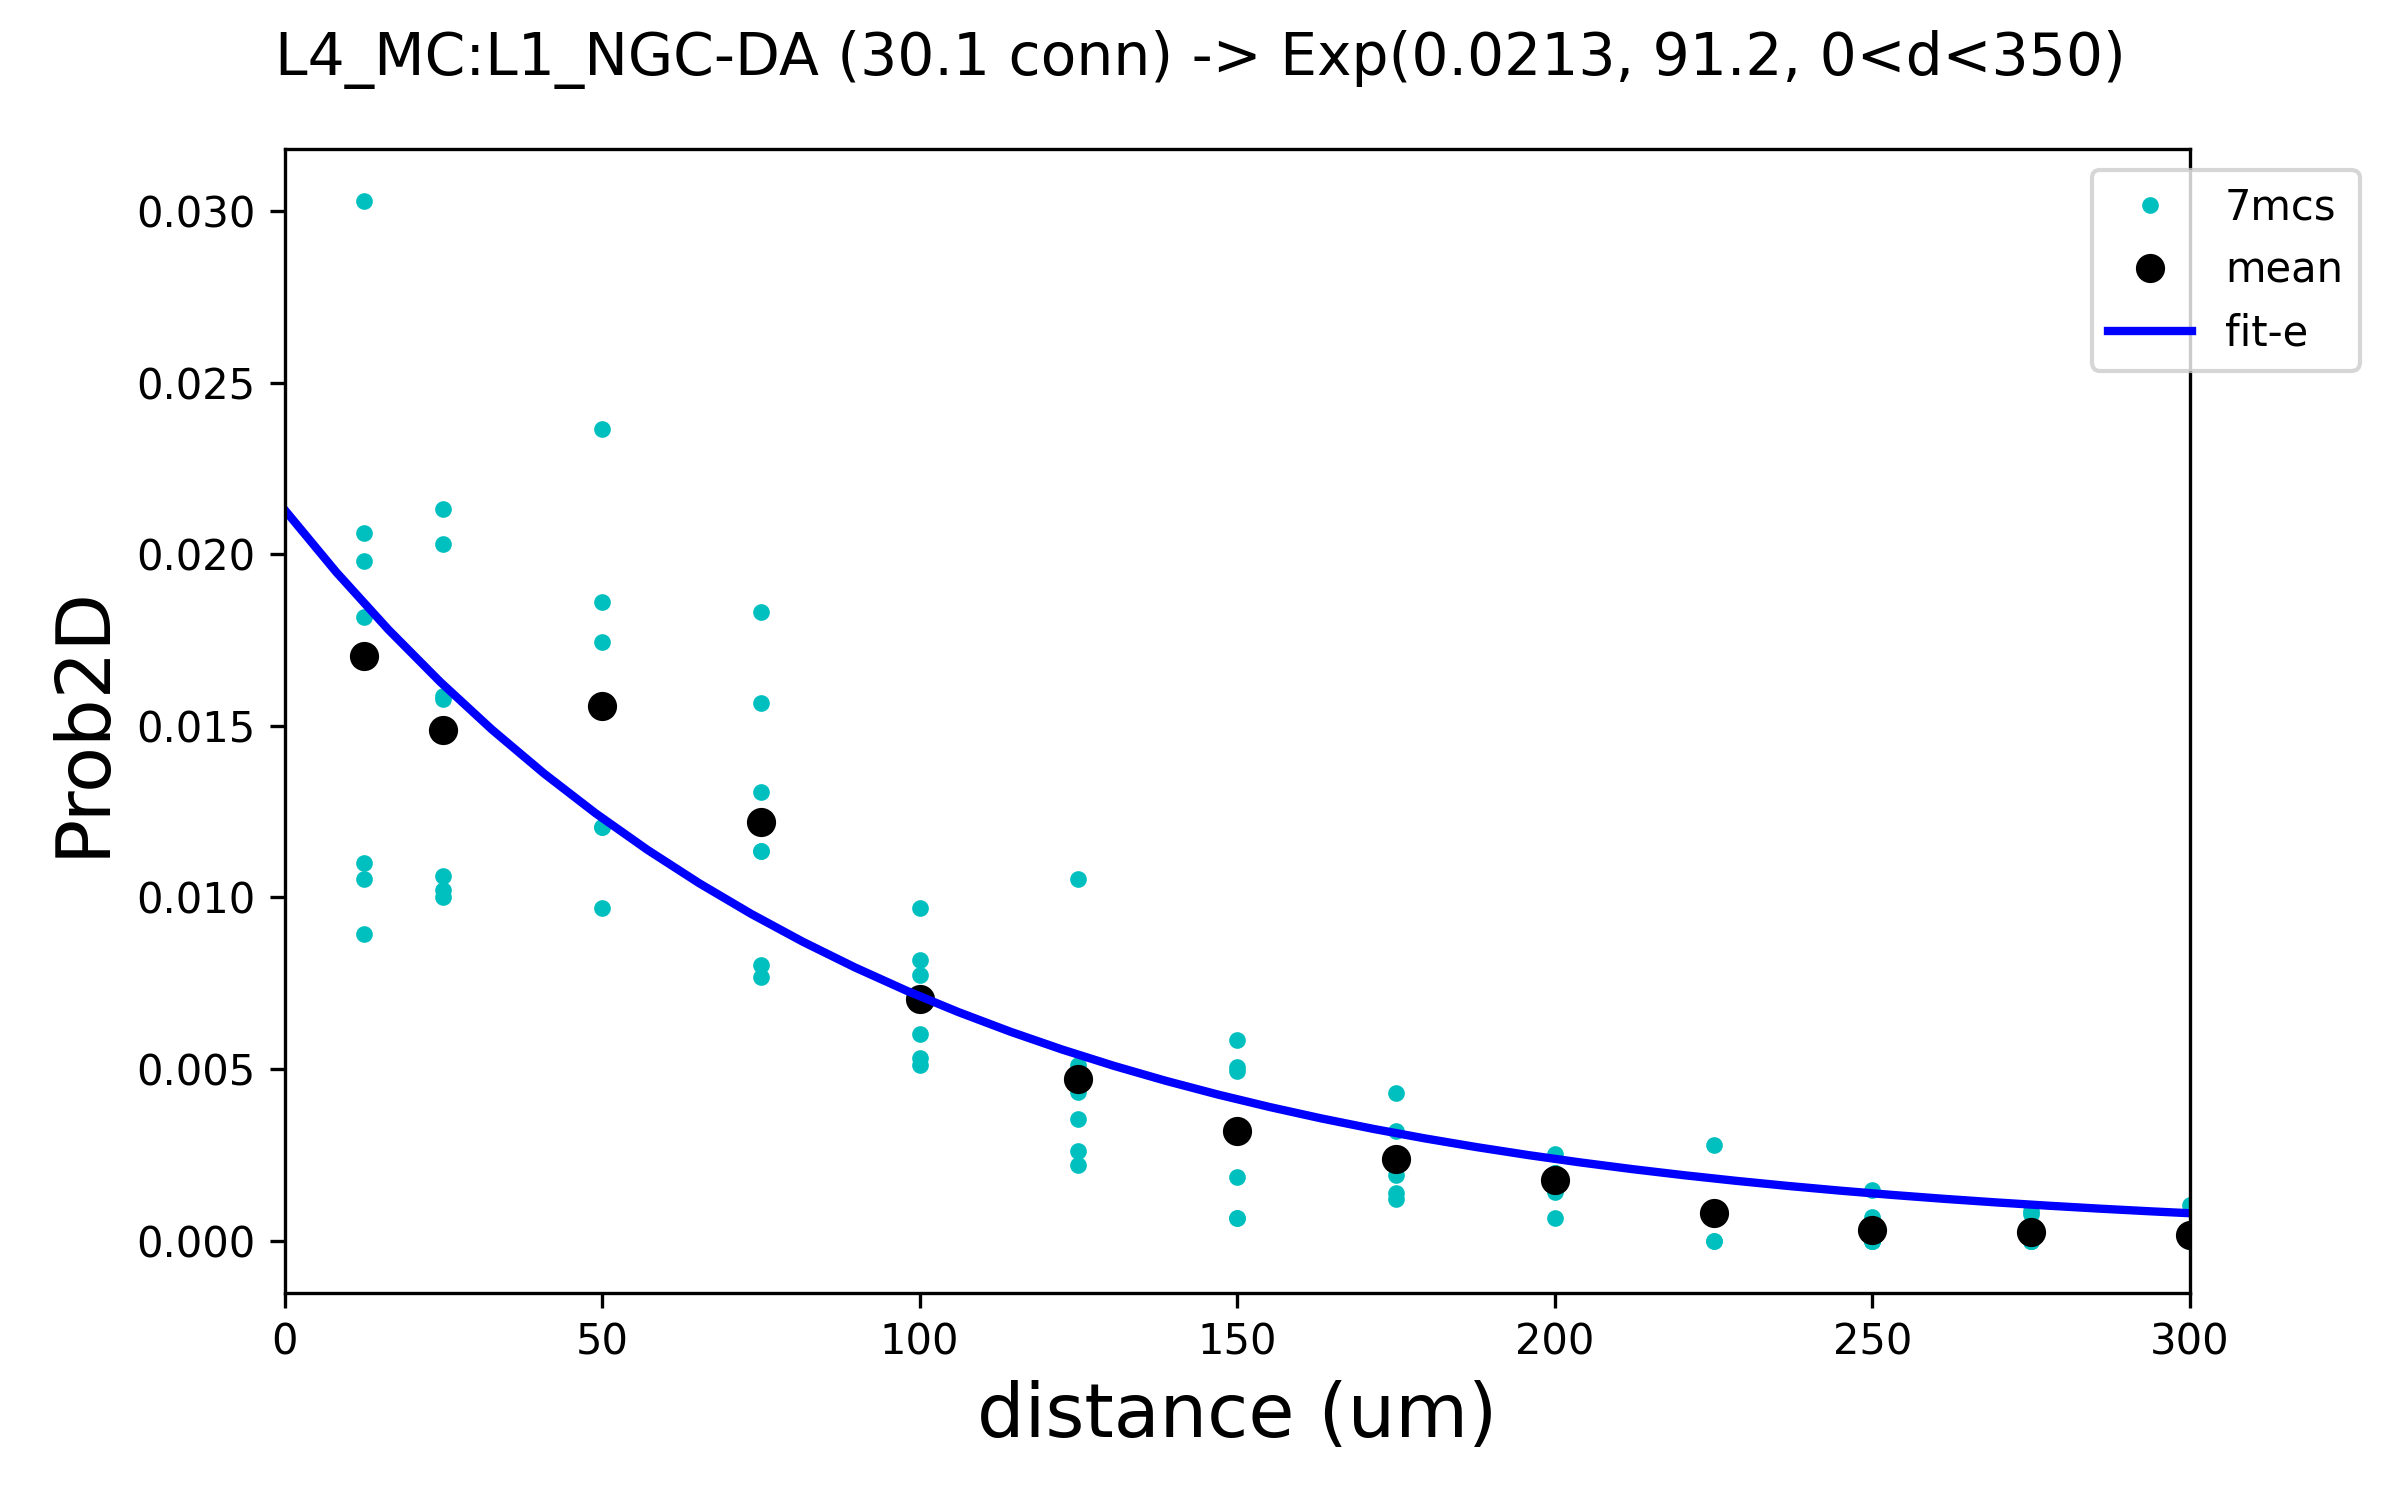 L4_MC:L1_NGC-DA (30.1 conn) -> Exp(0.0213, 91.2, 0<d<350)
7mcs
mean
fit-e
Prob2D
0.030
0.025
0.020
0.015
0.010
0.005
0.000
0 50 100 150 200 250 300
distance (um)